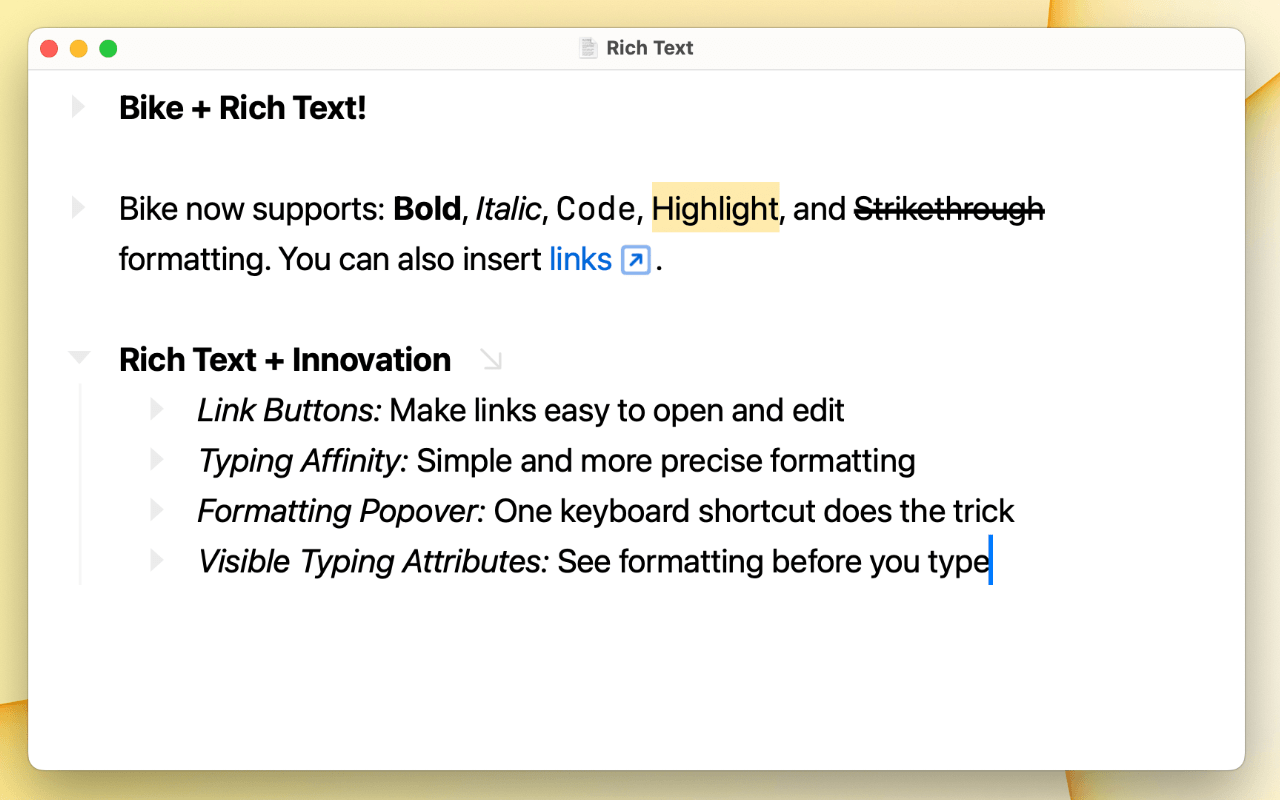 Rich Text
Bike + Rich Text!
Bike now supports: Bold, Italic, Code, Highlight, and Strikethrough
formatting. You can also insert links.
Rich Text + Innovation
Link Buttons: Make links easy to open and edit
Typing Affinity: Simple and more precise formatting
Formatting Popover: One keyboard shortcut does the trick
Visible Typing Attributes: See formatting before you type